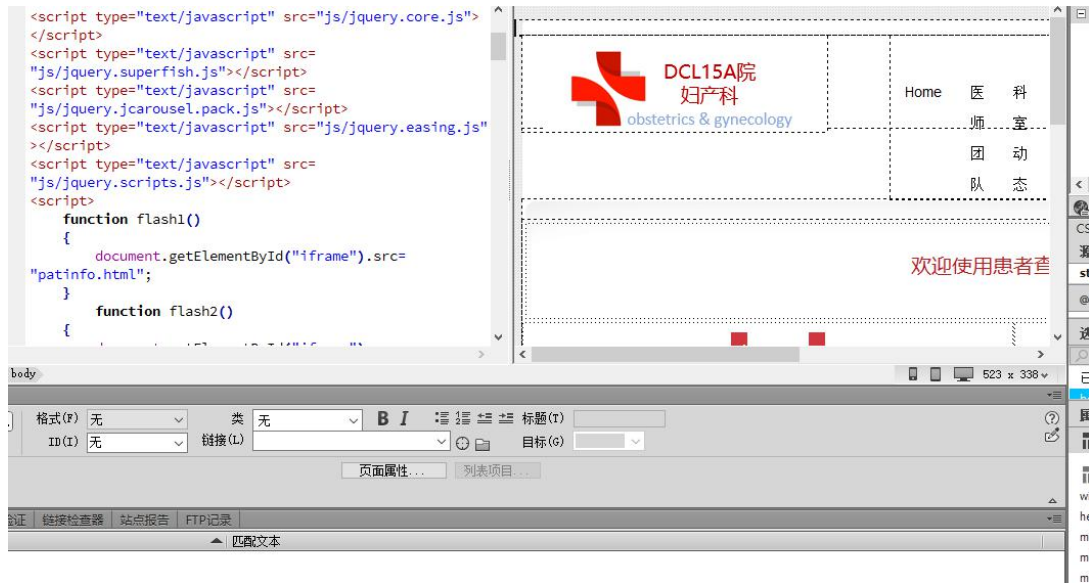 <script type="text/javascript" src="js/jquery.core.js">
</script>
<script type="text/javascript" src=
"js/jquery.superfish.js"></script>
<script type="text/javascript" src=
"js/jquery.jcarousel.pack.js"></script>
<script type="text/javascript" src="js/jquery.easing.js"
></script>
<script type="text/javascript" src=
"js/jquery.scripts.js"></script>
<script>
function flash1()
{
document.getElementById("iframe").src=
"patinfo.html";
}
function flash2()
{
DCL15A院
妇产科
obstetrics & gynecology
Home 医 科
师 室
团 动
队 态
欢迎使用患者查
body
523 x 338
格式(F) 无 类 无 B I 标题(T)
ID(I) 无 链接(L) 目标(G)
页面属性... 列表项目...
验证 链接检查器 站点报告 FTP记录
匹配文本
CS
st
@
属
he
m
m
m